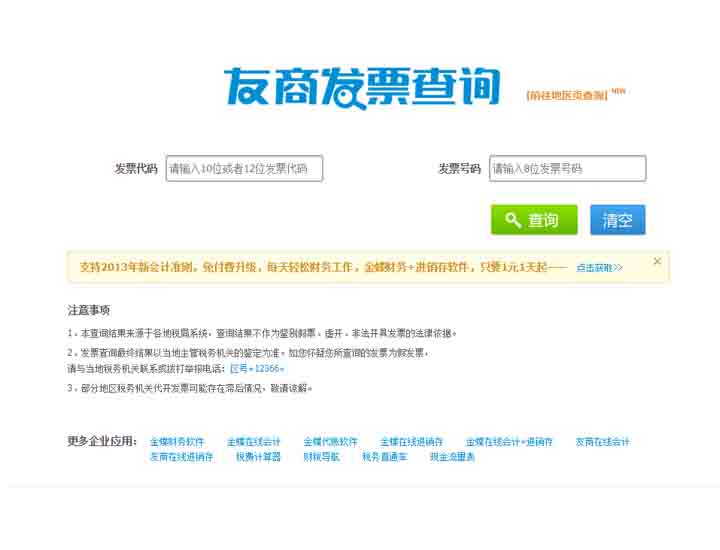 友商发票查询 [前往地区页查询] NEW
发票代码 请输入10位或者12位发票代码 发票号码 请输入8位发票号码
查询 清空
支持2013年新会计准则，免付费升级，每天轻松财务工作，金蝶财务+进销存软件，只要1元1天起—— 点击获取>> ×
注意事项
1、本查询结果来源于各地税局系统，查询结果不作为鉴别假票、虚开、非法开具发票的法律依据。
2、发票查询最终结果以当地主管税务机关的鉴定为准。如您怀疑您所查询的发票为假发票，
请与当地税务机关联系或拨打举报电话：区号+12366。
3、部分地区税务机关代开发票可能存在滞后情况，敬请谅解。
更多企业应用： 金蝶财务软件 金蝶在线会计 金蝶代账软件 金蝶在线进销存 金蝶在线会计+进销存 友商在线会计
友商在线进销存 税费计算器 财税导航 税务直通车 现金流量表